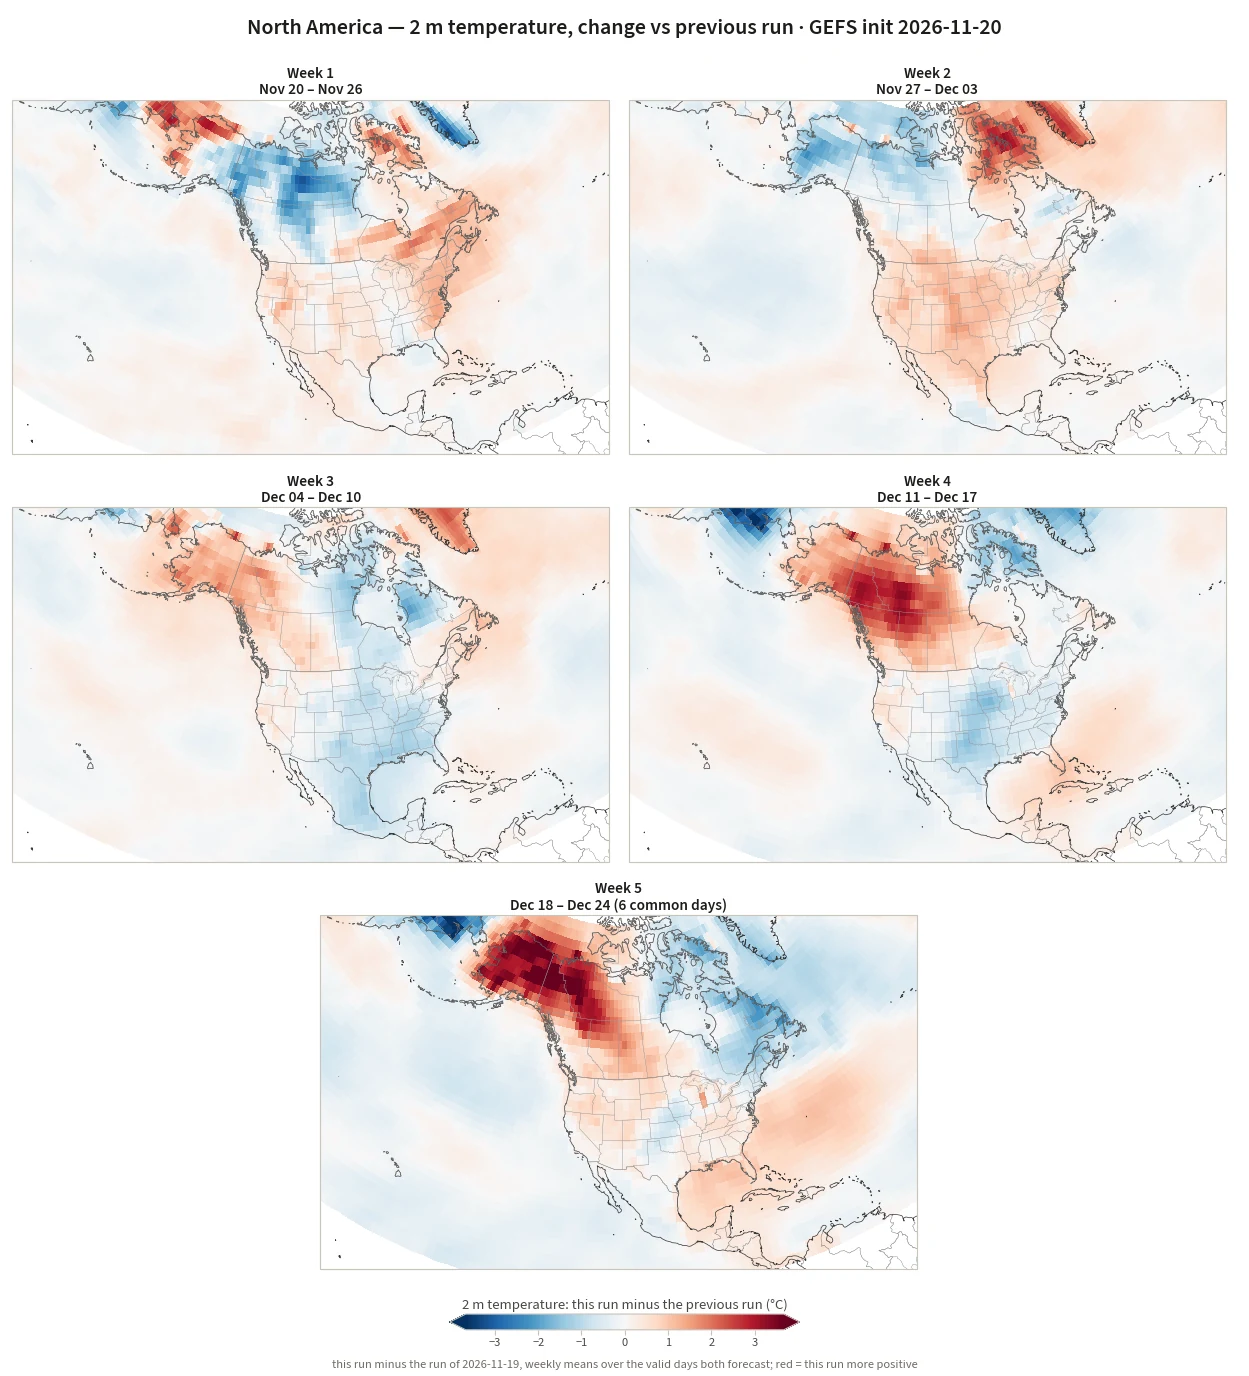 North America — 2 m temperature, change vs previous run · GEFS init 2026-11-20
Week 1
Nov 20 – Nov 26
Week 2
Nov 27 – Dec 03
Week 3
Dec 04 – Dec 10
Week 4
Dec 11 – Dec 17
Week 5
Dec 18 – Dec 24 (6 common days)
2 m temperature: this run minus the previous run (°C)
−3 −2 −1 0 1 2 3
this run minus the run of 2026-11-19, weekly means over the valid days both forecast; red = this run more positive